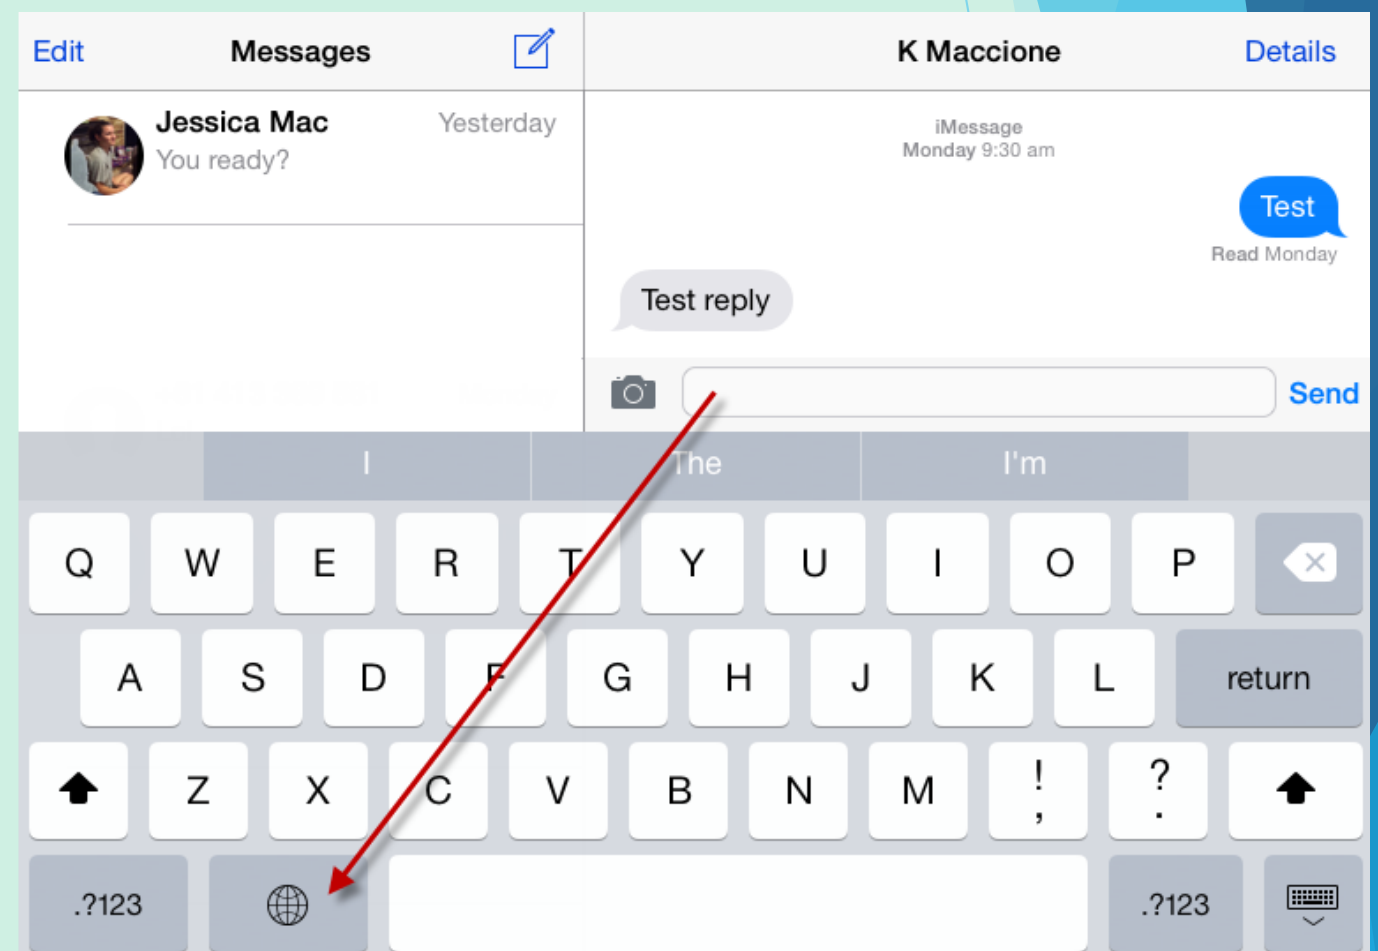 Edit Messages
K Maccione Details
Jessica Mac Yesterday
You ready?
iMessage
Monday 9:30 am
Test
Read Monday
Test reply
Send
I The I'm
Q W E R T Y U I O P
A S D F G H J K L return
Z X C V B N M ! , ? .
.?123 .?123